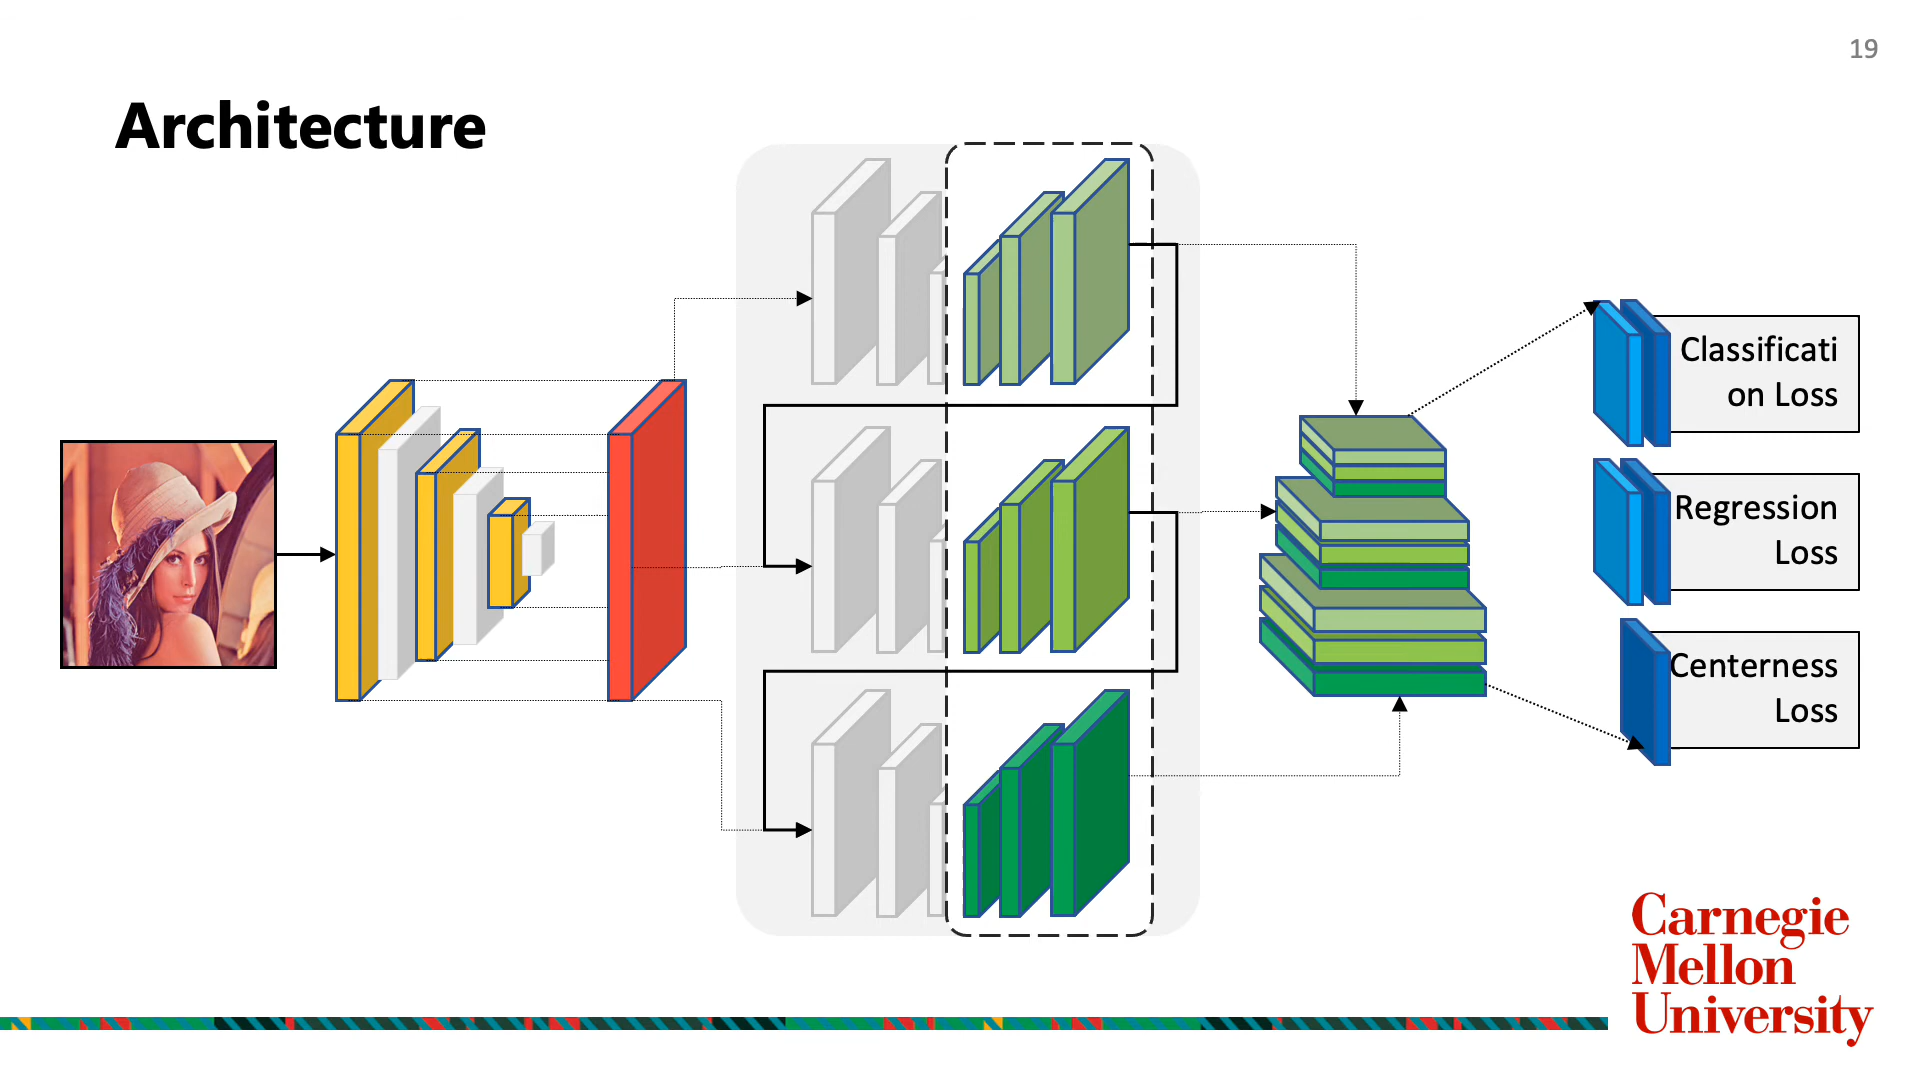 19
Architecture
Classificati
on Loss
Regression
Loss
Centerness
Loss
Carnegie
Mellon
University